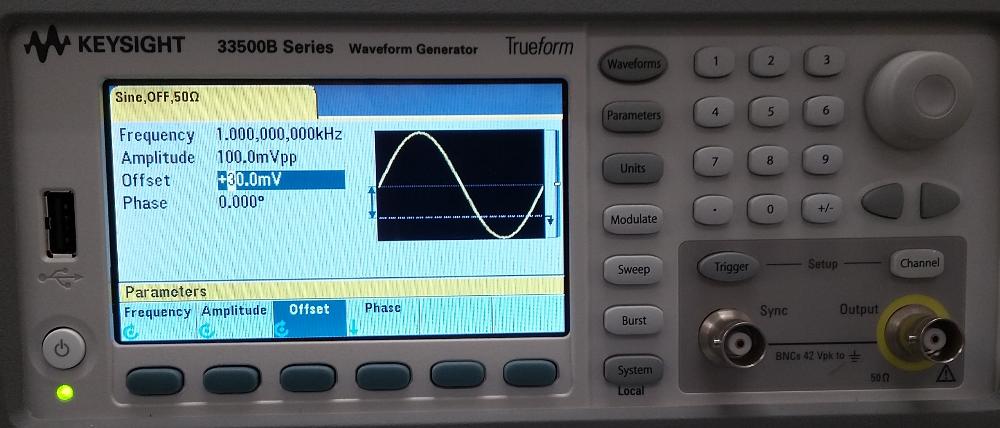 KEYSIGHT 33500B Series Waveform Generator Trueform
Sine,OFF,50Ω
Frequency 1.000,000,000kHz
Amplitude 100.0mVpp
Offset +30.0mV
Phase 0.000°
Parameters
Frequency Amplitude Offset Phase
Waveforms
Parameters
Units
Modulate
Sweep
Burst
System
Local
1 2 3
4 5 6
7 8 9
. 0 +/-
Trigger Setup Channel
Sync Output
BNCs 42 Vpk to
50Ω